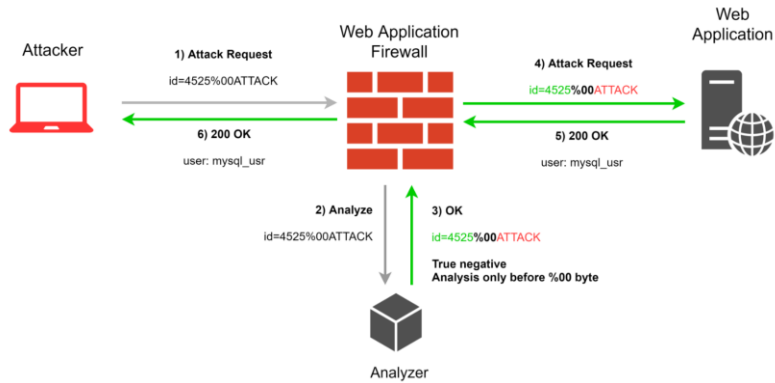 Attacker
1) Attack Request
id=4525%00ATTACK
6) 200 OK
user: mysql_usr
Web Application
Firewall
4) Attack Request
id=4525%00ATTACK
5) 200 OK
user: mysql_usr
Web
Application
2) Analyze
id=4525%00ATTACK
3) OK
id=4525%00ATTACK
True negative
Analysis only before %00 byte
Analyzer